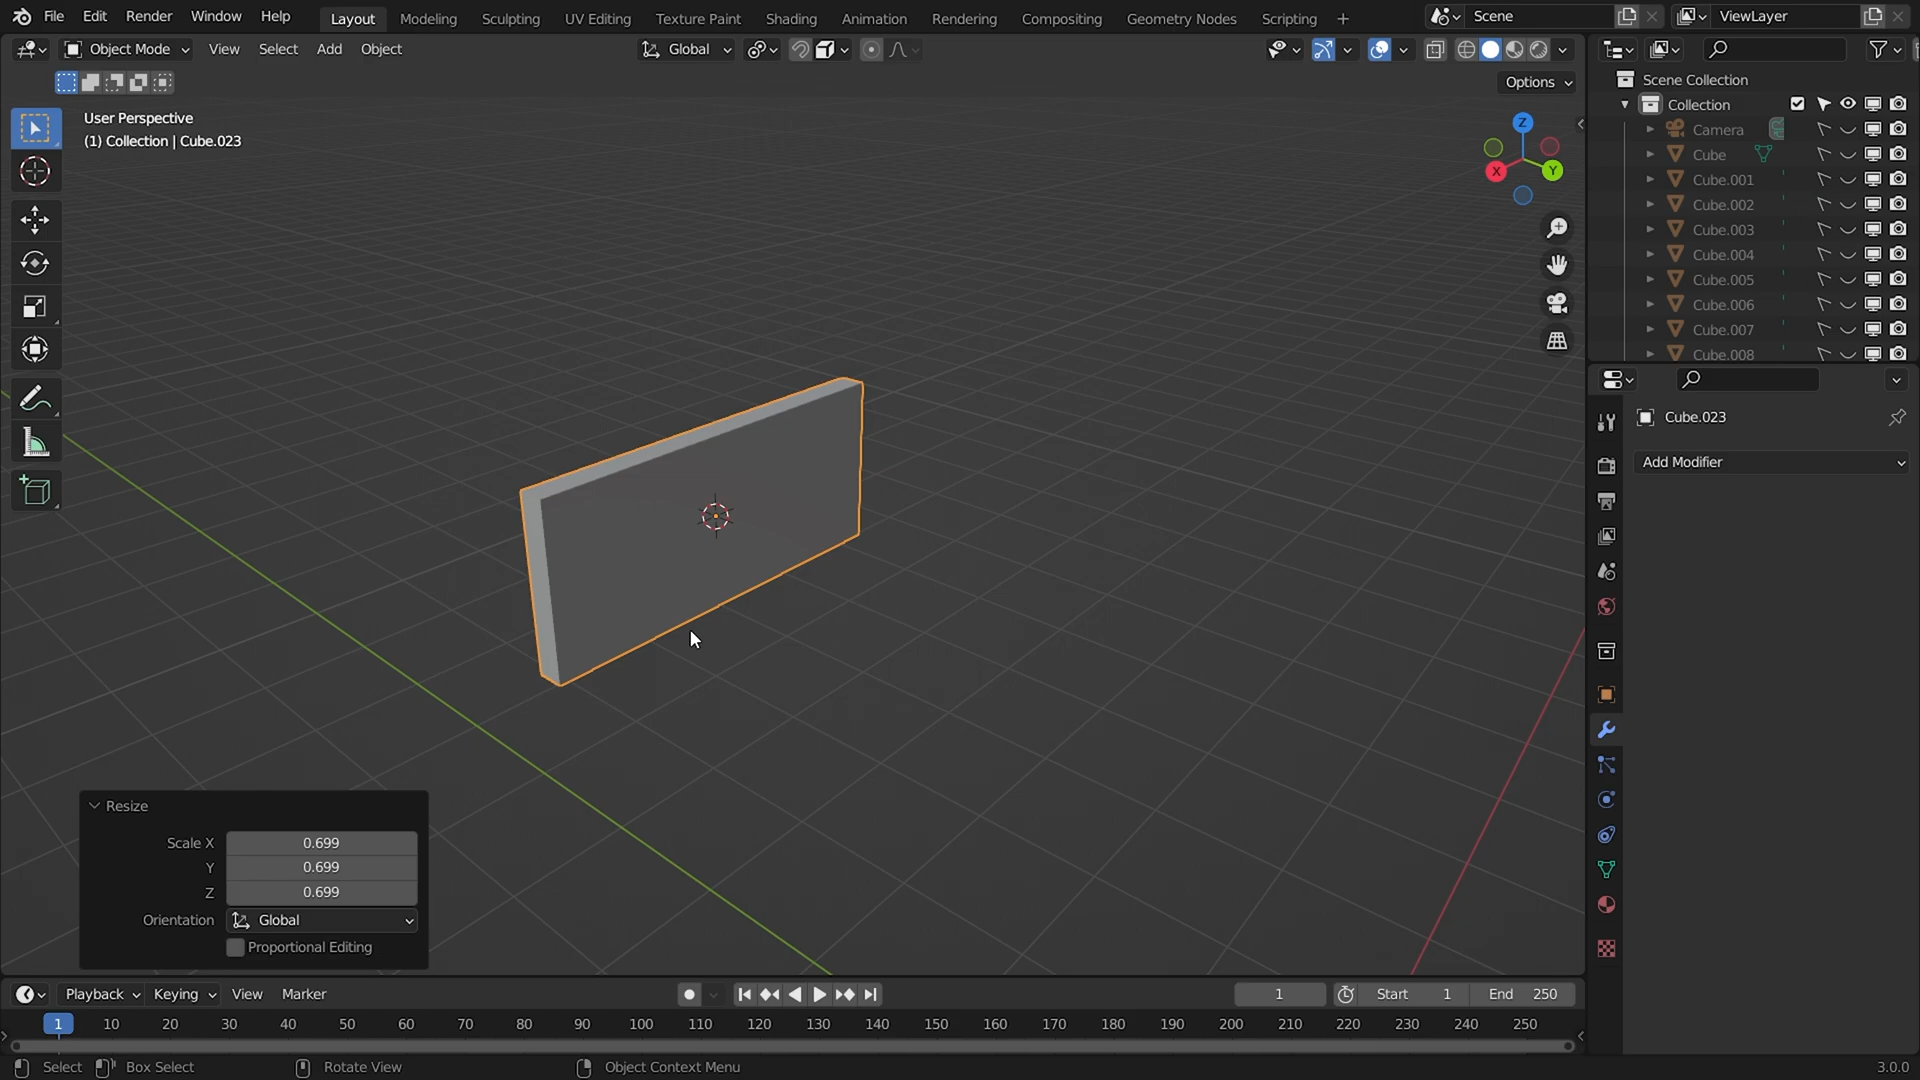 File Edit Render Window Help Layout Modeling Sculpting UV Editing Texture Paint Shading Animation Rendering Compositing Geometry Nodes Scripting + Scene ViewLayer
Object Mode View Select Add Object Global
Options
User Perspective
(1) Collection | Cube.023
Z
X
Y
Scene Collection
Collection
Camera
Cube
Cube.001
Cube.002
Cube.003
Cube.004
Cube.005
Cube.006
Cube.007
Cube.008
Cube.023
Add Modifier
Resize
Scale X 0.699
Y 0.699
Z 0.699
Orientation Global
Proportional Editing
Playback Keying View Marker 1 Start 1 End 250
1 10 20 30 40 50 60 70 80 90 100 110 120 130 140 150 160 170 180 190 200 210 220 230 240 250
Select Box Select Rotate View Object Context Menu 3.0.0